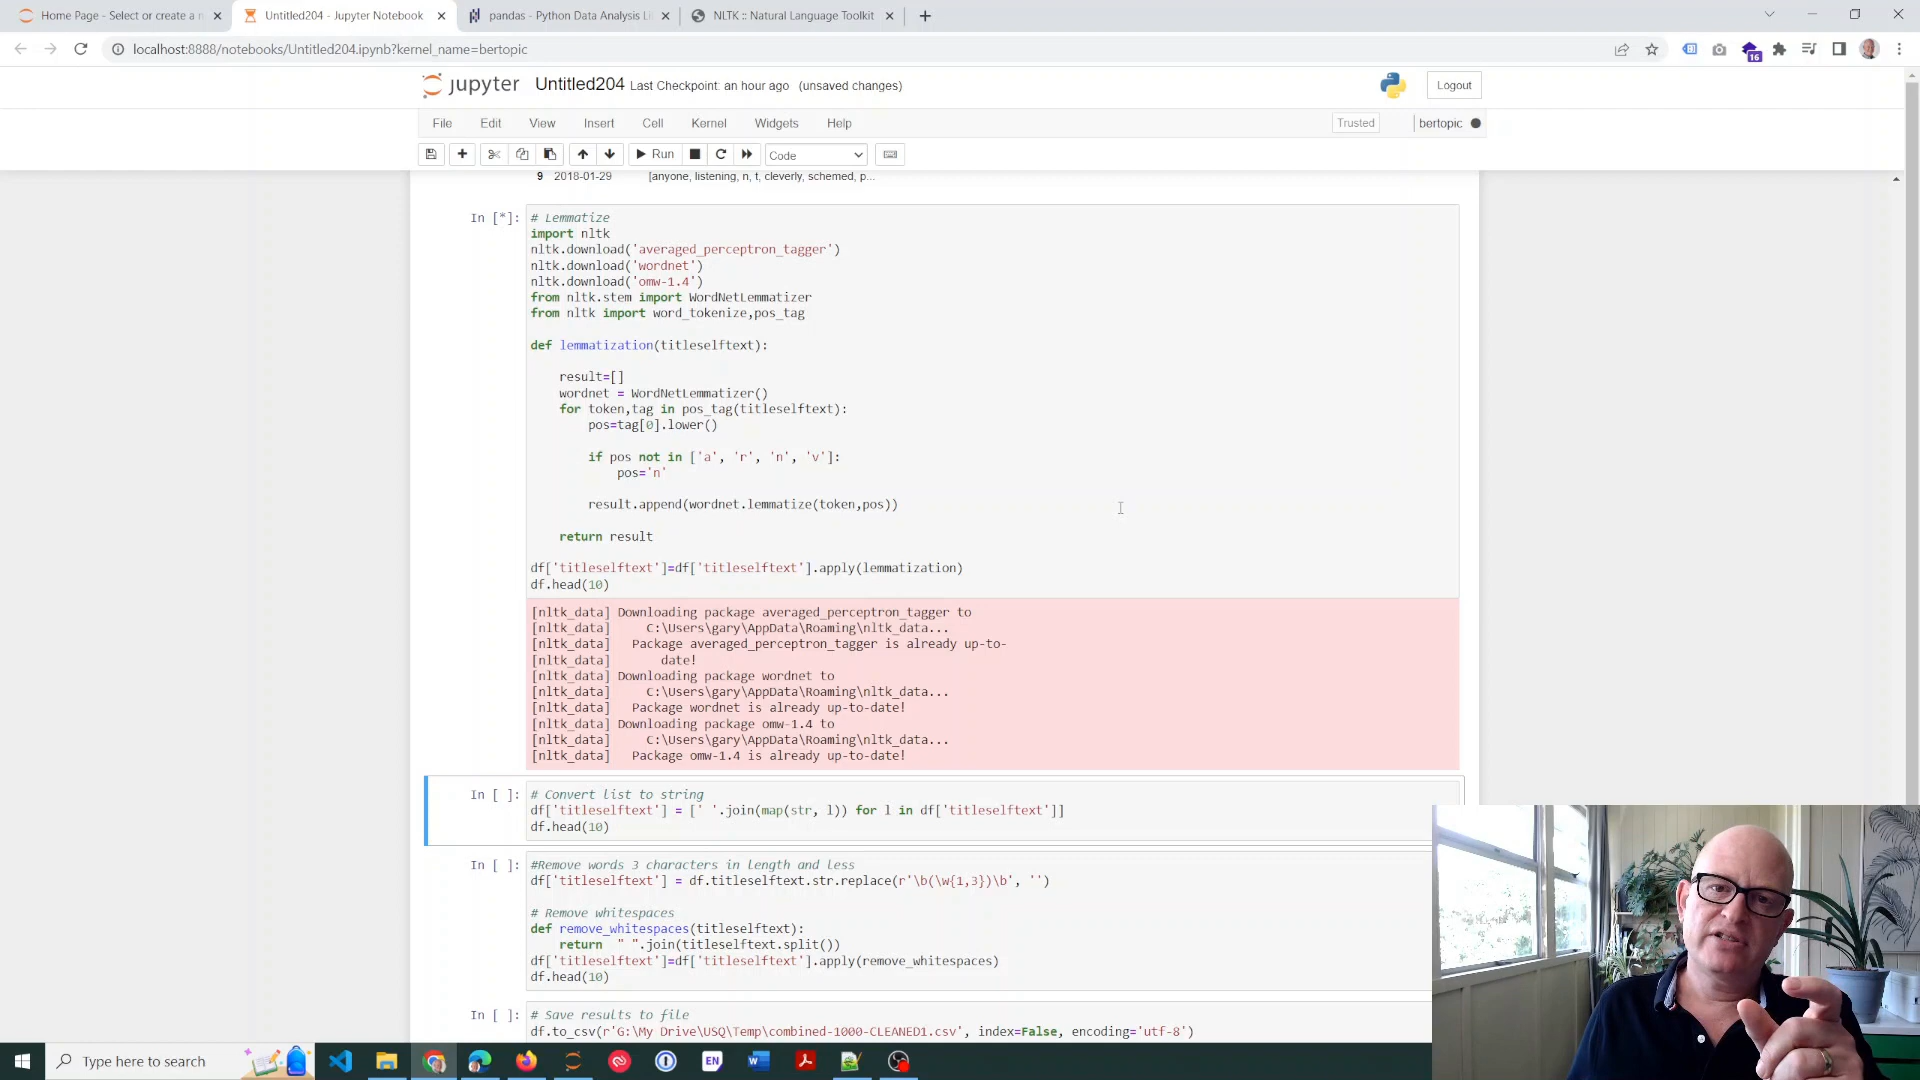 Home Page - Select or create a n
Untitled204 - Jupyter Notebook
pandas - Python Data Analysis Li
NLTK :: Natural Language Toolkit
localhost:8888/notebooks/Untitled204.ipynb?kernel_name=bertopic
16
jupyter Untitled204 Last Checkpoint: an hour ago (unsaved changes)
Logout
File Edit View Insert Cell Kernel Widgets Help
Trusted
bertopic
Run
Code
9 2018-01-29 [anyone, listening, n, t, cleverly, schemed, p...
In [*]:
# Lemmatize
import nltk
nltk.download('averaged_perceptron_tagger')
nltk.download('wordnet')
nltk.download('omw-1.4')
from nltk.stem import WordNetLemmatizer
from nltk import word_tokenize,pos_tag
def lemmatization(titleselftext):
result=[]
wordnet = WordNetLemmatizer()
for token,tag in pos_tag(titleselftext):
pos=tag[0].lower()
if pos not in ['a', 'r', 'n', 'v']:
pos='n'
result.append(wordnet.lemmatize(token,pos))
return result
df['titleselftext']=df['titleselftext'].apply(lemmatization)
df.head(10)
[nltk_data] Downloading package averaged_perceptron_tagger to
[nltk_data] C:\Users\gary\AppData\Roaming\nltk_data...
[nltk_data] Package averaged_perceptron_tagger is already up-to-
[nltk_data] date!
[nltk_data] Downloading package wordnet to
[nltk_data] C:\Users\gary\AppData\Roaming\nltk_data...
[nltk_data] Package wordnet is already up-to-date!
[nltk_data] Downloading package omw-1.4 to
[nltk_data] C:\Users\gary\AppData\Roaming\nltk_data...
[nltk_data] Package omw-1.4 is already up-to-date!
In [ ]:
# Convert list to string
df['titleselftext'] = [' '.join(map(str, l)) for l in df['titleselftext']]
df.head(10)
In [ ]:
#Remove words 3 characters in length and less
df['titleselftext'] = df.titleselftext.str.replace(r'\b(\w{1,3})\b', '')
# Remove whitespaces
def remove_whitespaces(titleselftext):
return " ".join(titleselftext.split())
df['titleselftext']=df['titleselftext'].apply(remove_whitespaces)
df.head(10)
In [ ]:
# Save results to file
df.to_csv(r'G:\My Drive\USQ\Temp\combined-1000-CLEANED1.csv', index=False, encoding='utf-8')
Type here to search
EN